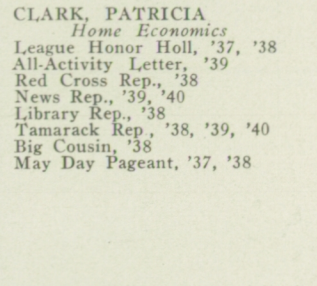 CLARK, PATRICIA
Home Economics
League Honor Holl, '37, '38
All-Activity Letter, '39
Red Cross Rep., '38
News Rep., '39, '40
Library Rep., '38
Tamarack Rep , '38, '39, '40
Big Cousin, '38
May Day Pageant, '37, '38